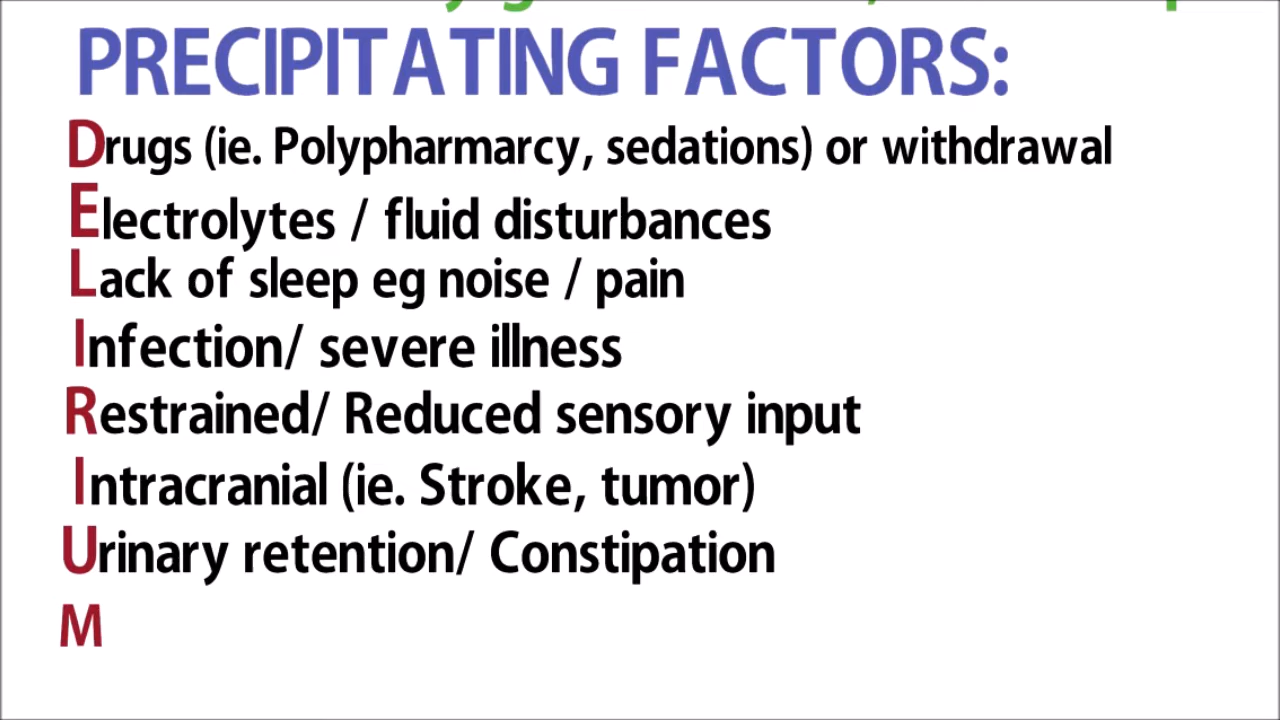 PRECIPITATING FACTORS:
Drugs (ie. Polypharmarcy, sedations) or withdrawal
Electrolytes / fluid disturbances
Lack of sleep eg noise / pain
Infection/ severe illness
Restrained/ Reduced sensory input
Intracranial (ie. Stroke, tumor)
Urinary retention/ Constipation
M